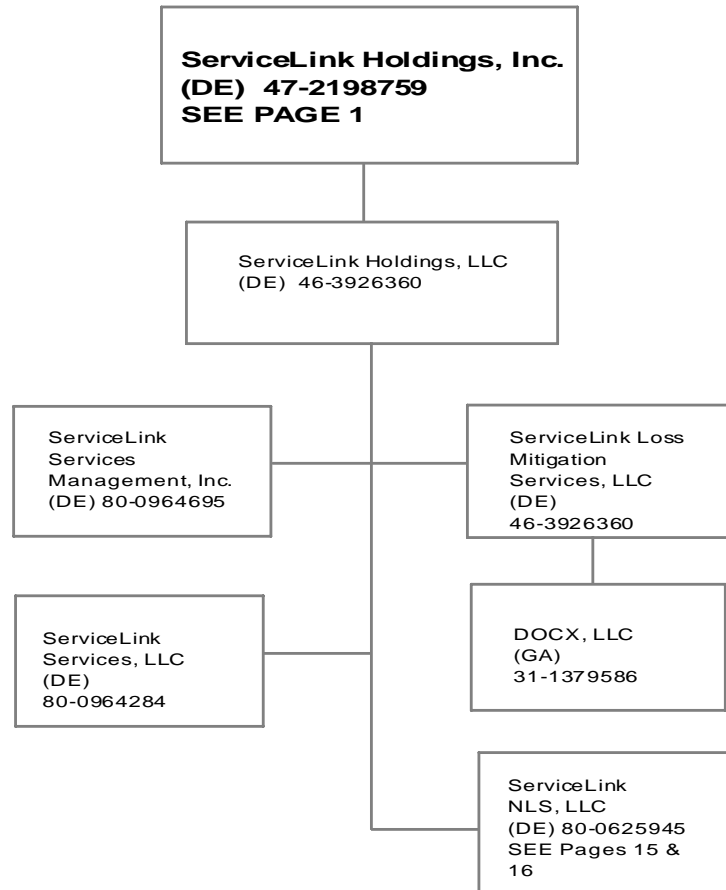 ServiceLink Holdings, Inc.
(DE) 47-2198759
SEE PAGE 1
ServiceLink Holdings, LLC
(DE) 46-3926360
ServiceLink
Services
Management, Inc.
(DE) 80-0964695
ServiceLink Loss
Mitigation
Services, LLC
(DE)
46-3926360
ServiceLink
Services, LLC
(DE)
80-0964284
DOCX, LLC
(GA)
31-1379586
ServiceLink
NLS, LLC
(DE) 80-0625945
SEE Pages 15 &
16